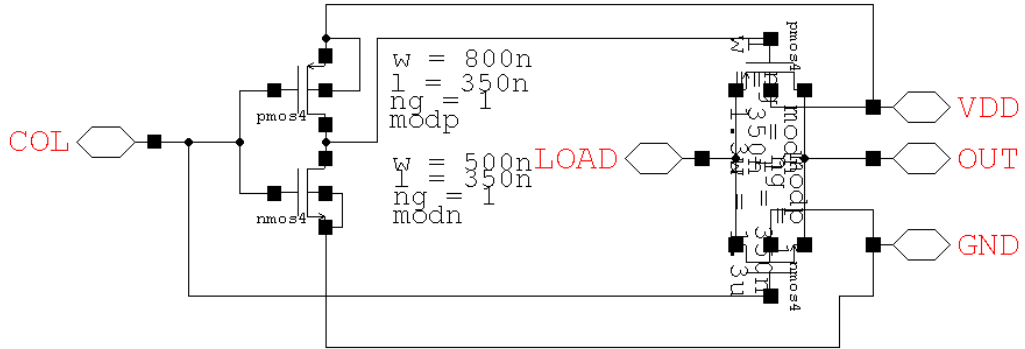 w = 800n
l = 350n
ng = 1
modp
pmos4
COL
w = 500n
l = 350n
ng = 1
modn
nmos4
LOAD
pmos4
VDD
OUT
GND
nmos4